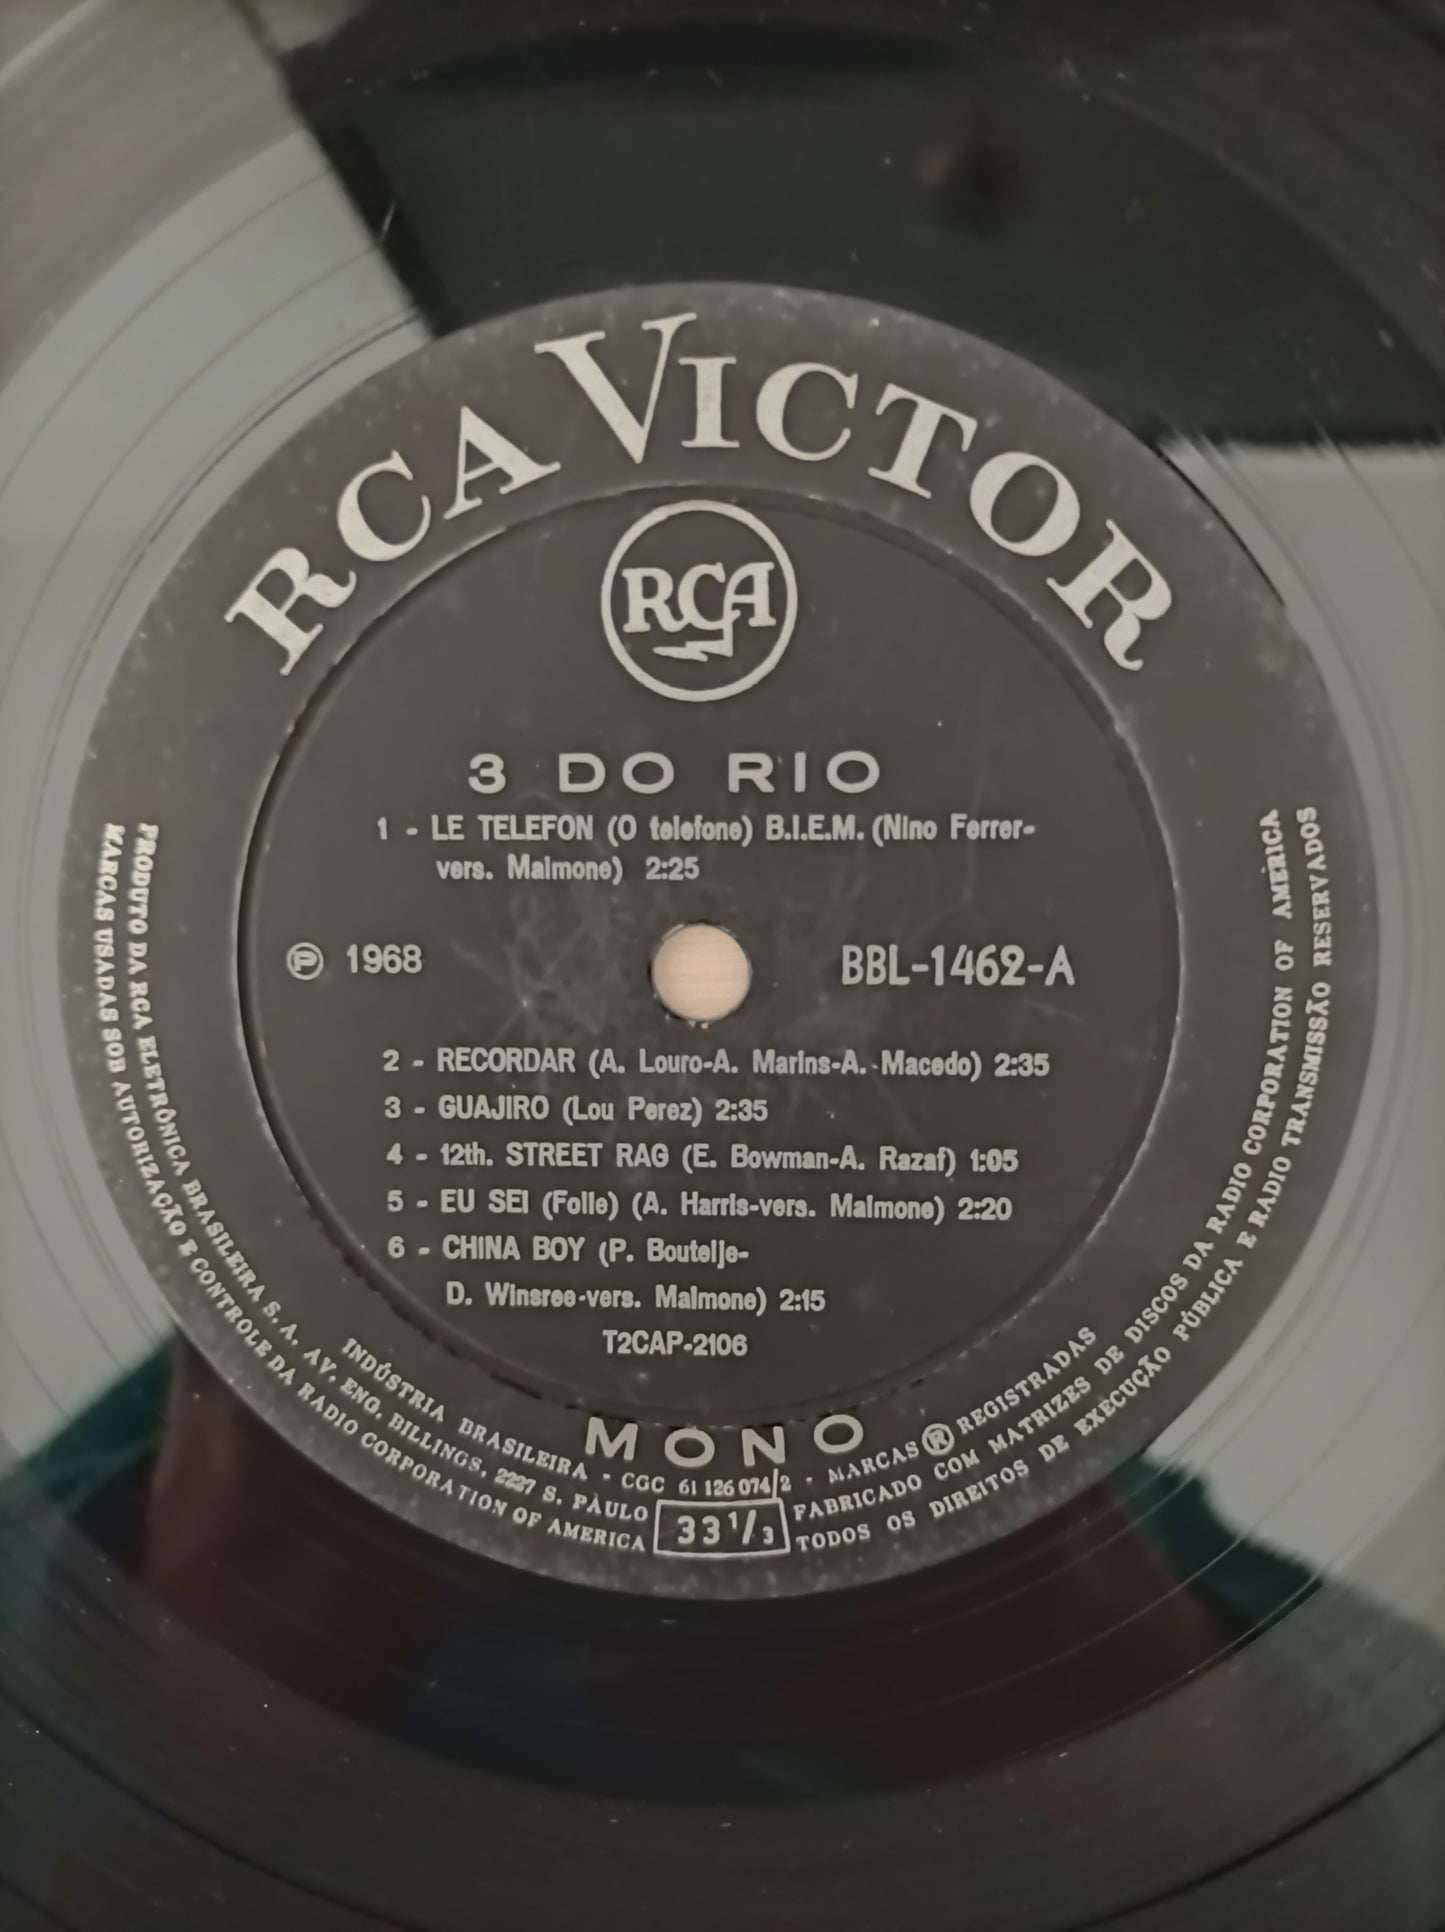 RCA VICTOR
RCA
3 DO RIO
1 - LE TELEFON (O telefone) B.I.E.M. (Nino Ferrer-
vers. Maimone) 2:25
℗ 1968
BBL-1462-A
2 - RECORDAR (A. Louro-A. Marins-A. Macedo) 2:35
3 - GUAJIRO (Lou Perez) 2:35
4 - 12th. STREET RAG (E. Bowman-A. Razaf) 1:05
5 - EU SEI (Folle) (A. Harris-vers. Maimone) 2:20
6 - CHINA BOY (P. Boutelje-
D. Winsree-vers. Maimone) 2:15
T2CAP-2106
MONO
INDÚSTRIA BRASILEIRA • CGC 61 126 074/2 • MARCAS ® REGISTRADAS
PRODUTO DA RCA ELETRÔNICA BRASILEIRA S. A. AV. ENG. BILLINGS, 2227 S. PAULO
MARCAS USADAS SOB AUTORIZAÇÃO E CONTROLE DA RADIO CORPORATION OF AMERICA
33 1/3
FABRICADO COM MATRIZES DE DISCOS DA RADIO CORPORATION OF AMERICA
TODOS OS DIREITOS DE EXECUÇÃO PÚBLICA E RADIO TRANSMISSÃO RESERVADOS